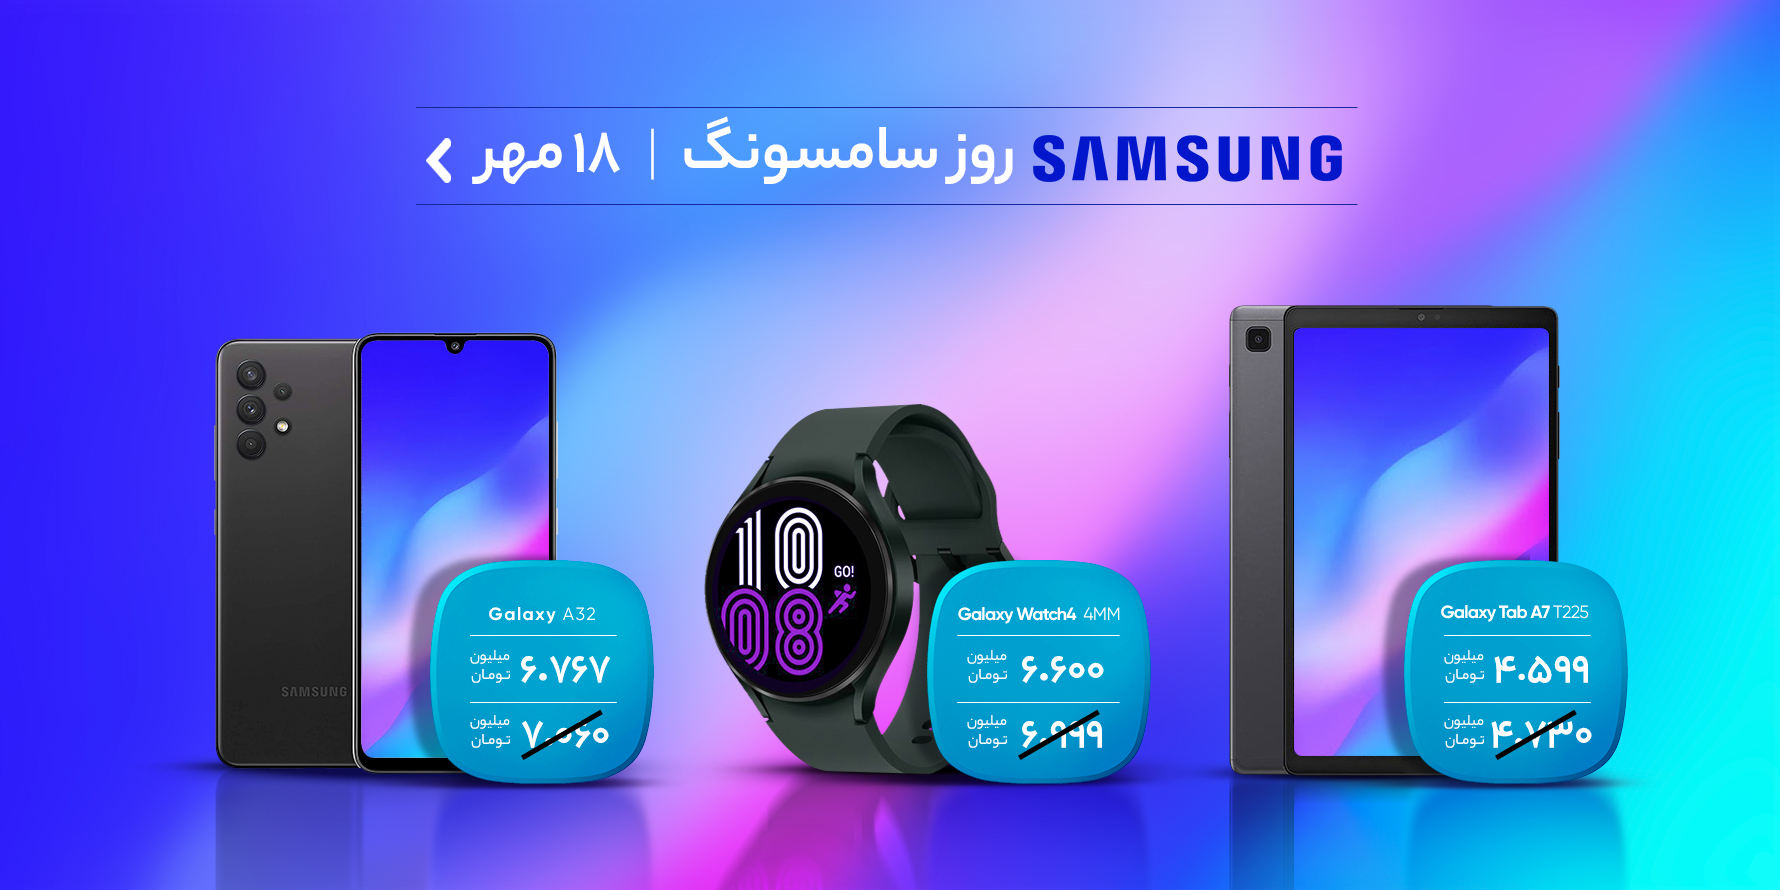 SAMSUNG روز سامسونگ | ۱۸ مهر
Galaxy A32
۶.۷۶۷ میلیون تومان
۷.۰۶۰ میلیون تومان
SAMSUNG
10
08
GO!
Galaxy Watch4 4MM
۶.۶۰۰ میلیون تومان
۶.۹۹۹ میلیون تومان
Galaxy Tab A7 T225
۴.۵۹۹ میلیون تومان
۴.۷۳۰ میلیون تومان